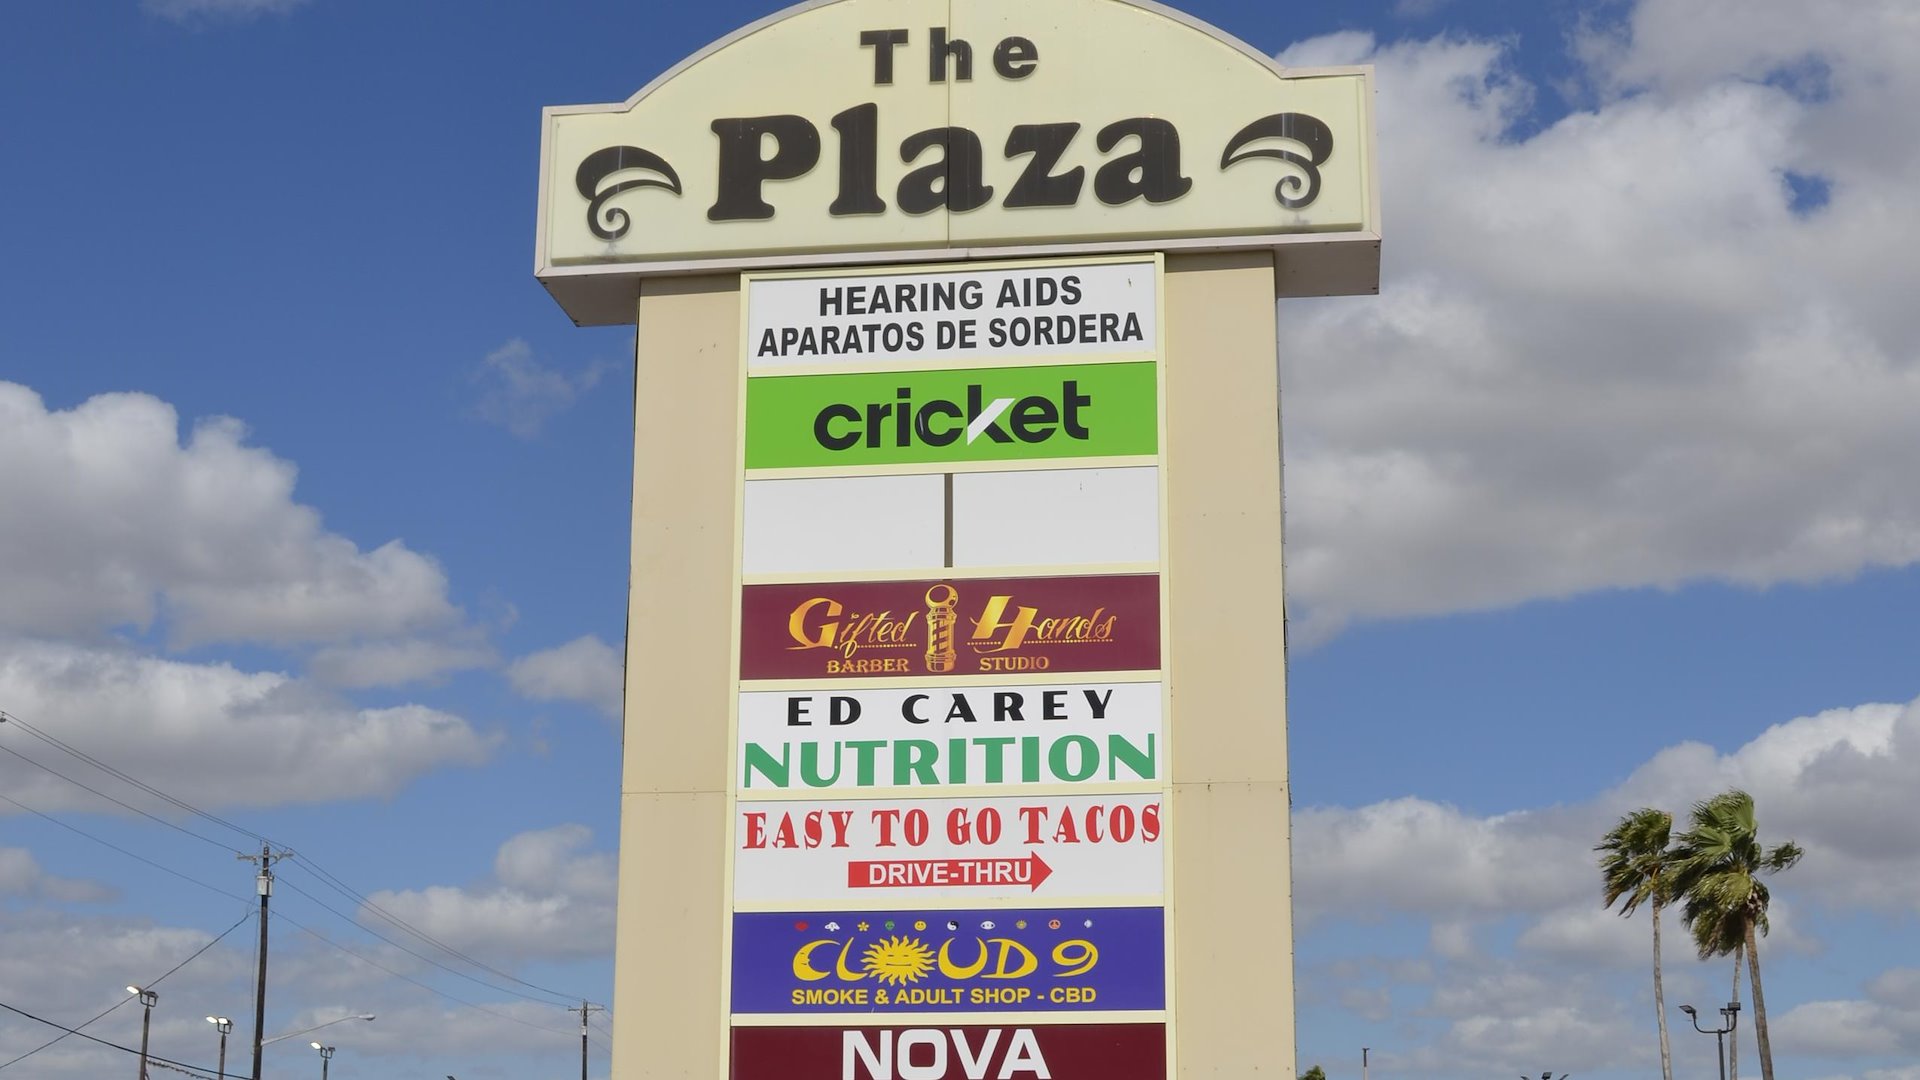 The
Plaza
HEARING AIDS
APARATOS DE SORDERA
cricket
Gifted Hands
BARBER STUDIO
ED CAREY
NUTRITION
EASY TO GO TACOS
DRIVE-THRU
CLOUD 9
SMOKE & ADULT SHOP - CBD
NOVA